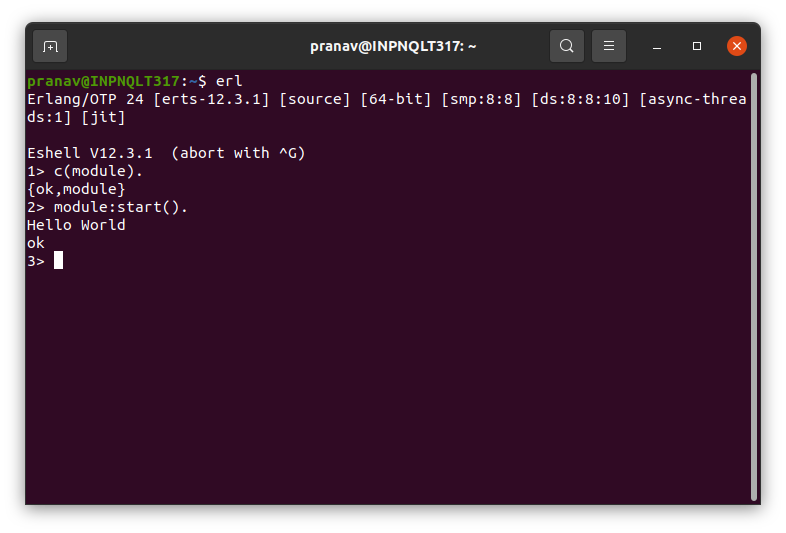 pranav@INPNQLT317: ~
pranav@INPNQLT317:~$ erl
Erlang/OTP 24 [erts-12.3.1] [source] [64-bit] [smp:8:8] [ds:8:8:10] [async-threa
ds:1] [jit]
Eshell V12.3.1  (abort with ^G)
1> c(module).
{ok,module}
2> module:start().
Hello World
ok
3>